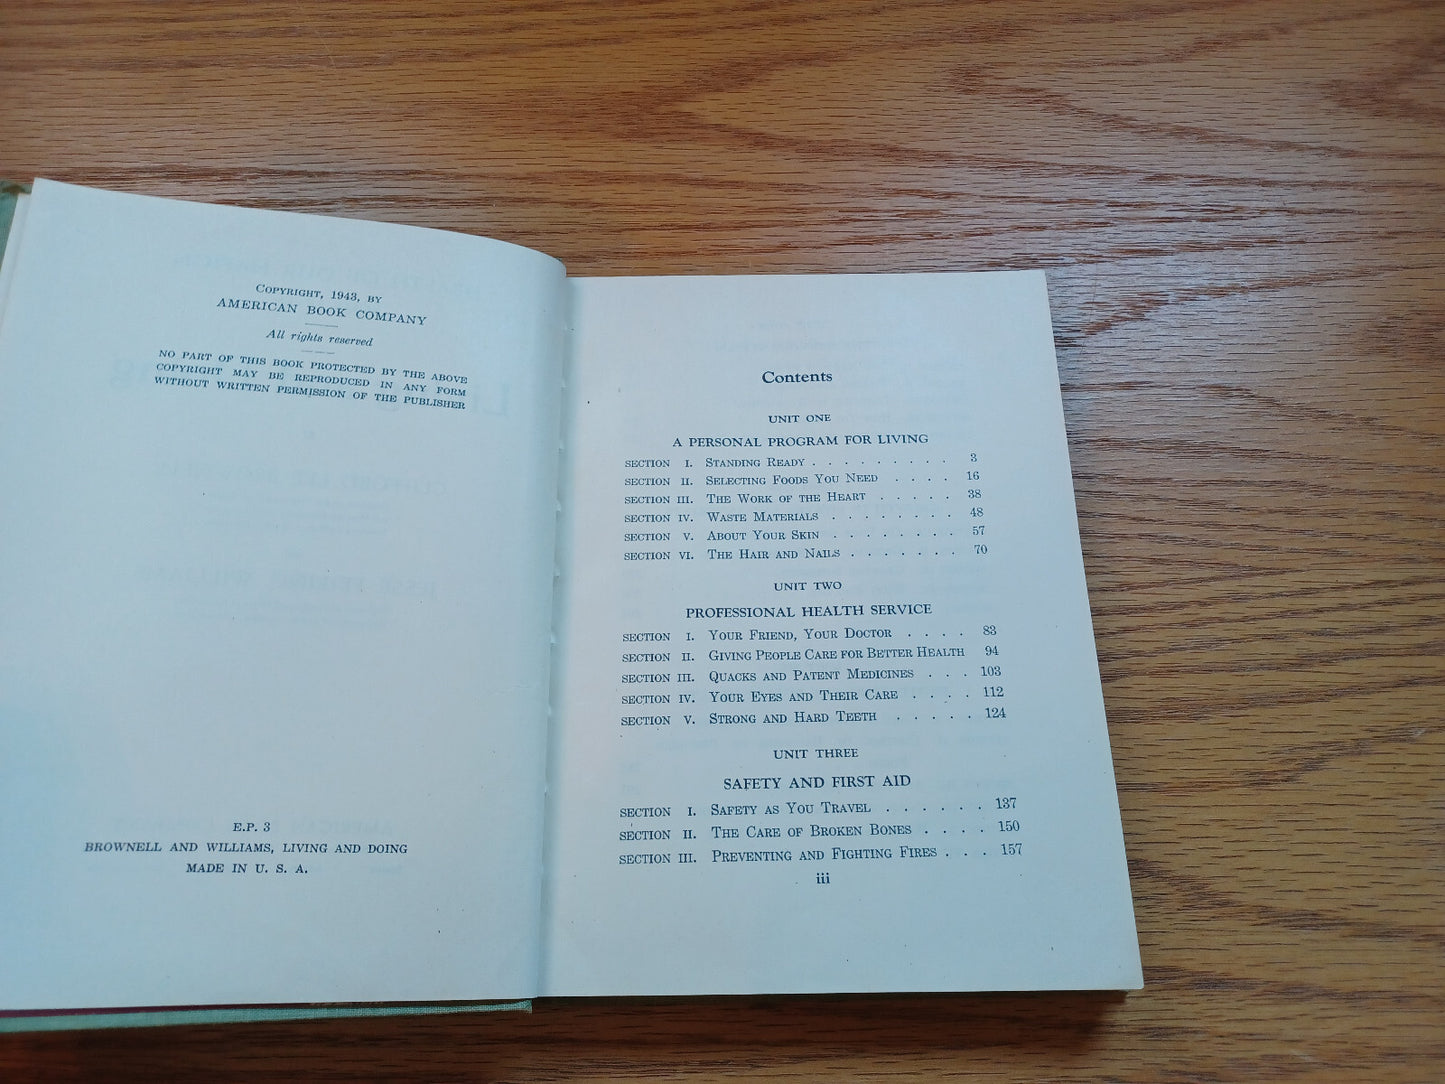 Copyright, 1943, by
AMERICAN BOOK COMPANY
All rights reserved
NO PART OF THIS BOOK PROTECTED BY THE ABOVE
COPYRIGHT MAY BE REPRODUCED IN ANY FORM
WITHOUT WRITTEN PERMISSION OF THE PUBLISHER
E.P. 3
BROWNELL AND WILLIAMS, LIVING AND DOING
MADE IN U. S. A.
Contents
UNIT ONE
A PERSONAL PROGRAM FOR LIVING
SECTION I. Standing Ready . . . . . . . . . 3
SECTION II. Selecting Foods You Need . . . . 16
SECTION III. The Work of the Heart . . . . . 38
SECTION IV. Waste Materials . . . . . . . . 48
SECTION V. About Your Skin . . . . . . . . 57
SECTION VI. The Hair and Nails . . . . . . . 70
UNIT TWO
PROFESSIONAL HEALTH SERVICE
SECTION I. Your Friend, Your Doctor . . . . 83
SECTION II. Giving People Care for Better Health 94
SECTION III. Quacks and Patent Medicines . . . 103
SECTION IV. Your Eyes and Their Care . . . . 112
SECTION V. Strong and Hard Teeth . . . . . 124
UNIT THREE
SAFETY AND FIRST AID
SECTION I. Safety as You Travel . . . . . . 137
SECTION II. The Care of Broken Bones . . . . 150
SECTION III. Preventing and Fighting Fires . . . 157
iii